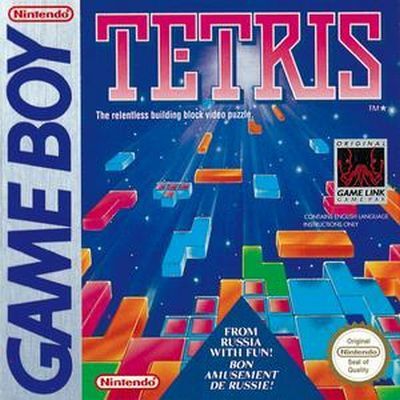 Nintendo
GAME BOY
TETRIS
TM★
The relentless building block video puzzle.
ORIGINAL
GAME LINK
GAME PAK
CONTAINS ENGLISH LANGUAGE
INSTRUCTIONS ONLY
TETRIS
FROM
RUSSIA
WITH FUN!
BON
AMUSEMENT
DE RUSSIE!
Original
Nintendo
Seal of
Quality
Nintendo